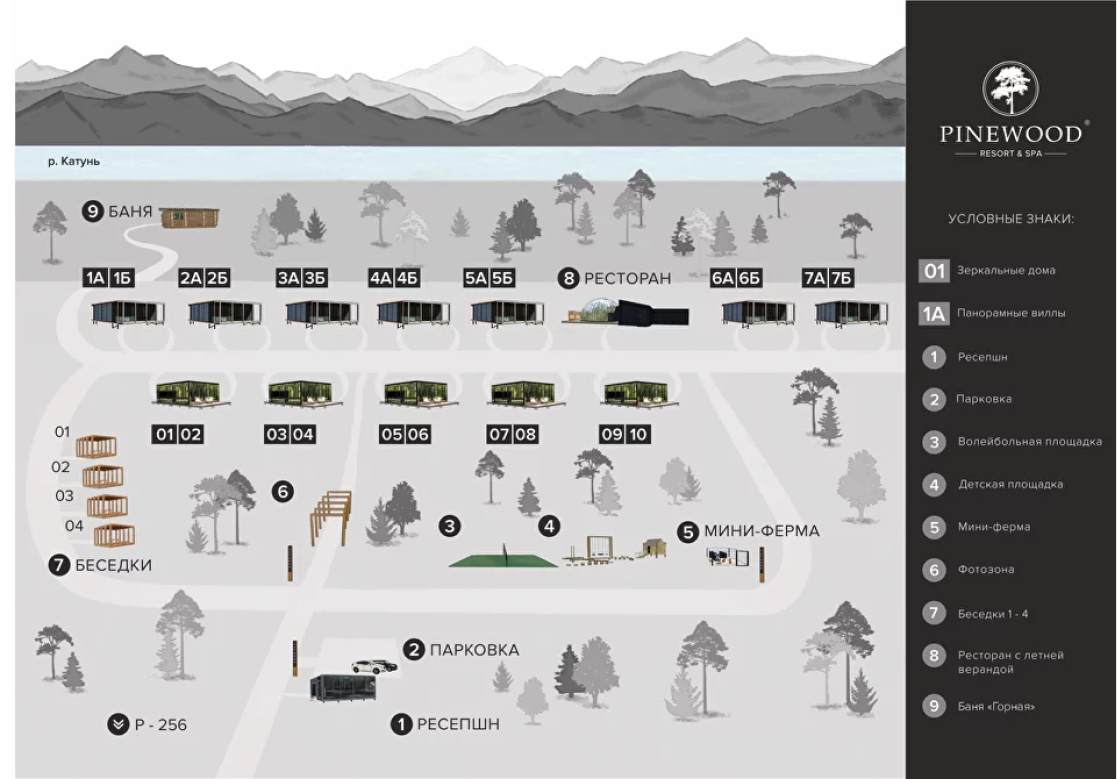 р. Катунь
9 БАНЯ
1А 1Б
2А 2Б
3А 3Б
4А 4Б
5А 5Б
8 РЕСТОРАН
6А 6Б
7А 7Б
01 02
03 04
05 06
07 08
09 10
01
02
03
04
7 БЕСЕДКИ
6
3
4
5 МИНИ-ФЕРМА
2 ПАРКОВКА
1 РЕСЕПШН
Р - 256
PINEWOOD®
RESORT & SPA
УСЛОВНЫЕ ЗНАКИ:
01 Зеркальные дома
1А Панорамные виллы
1 Ресепшн
2 Парковка
3 Волейбольная площадка
4 Детская площадка
5 Мини-ферма
6 Фотозона
7 Беседки 1 - 4
8 Ресторан с летней
верандой
9 Баня «Горная»